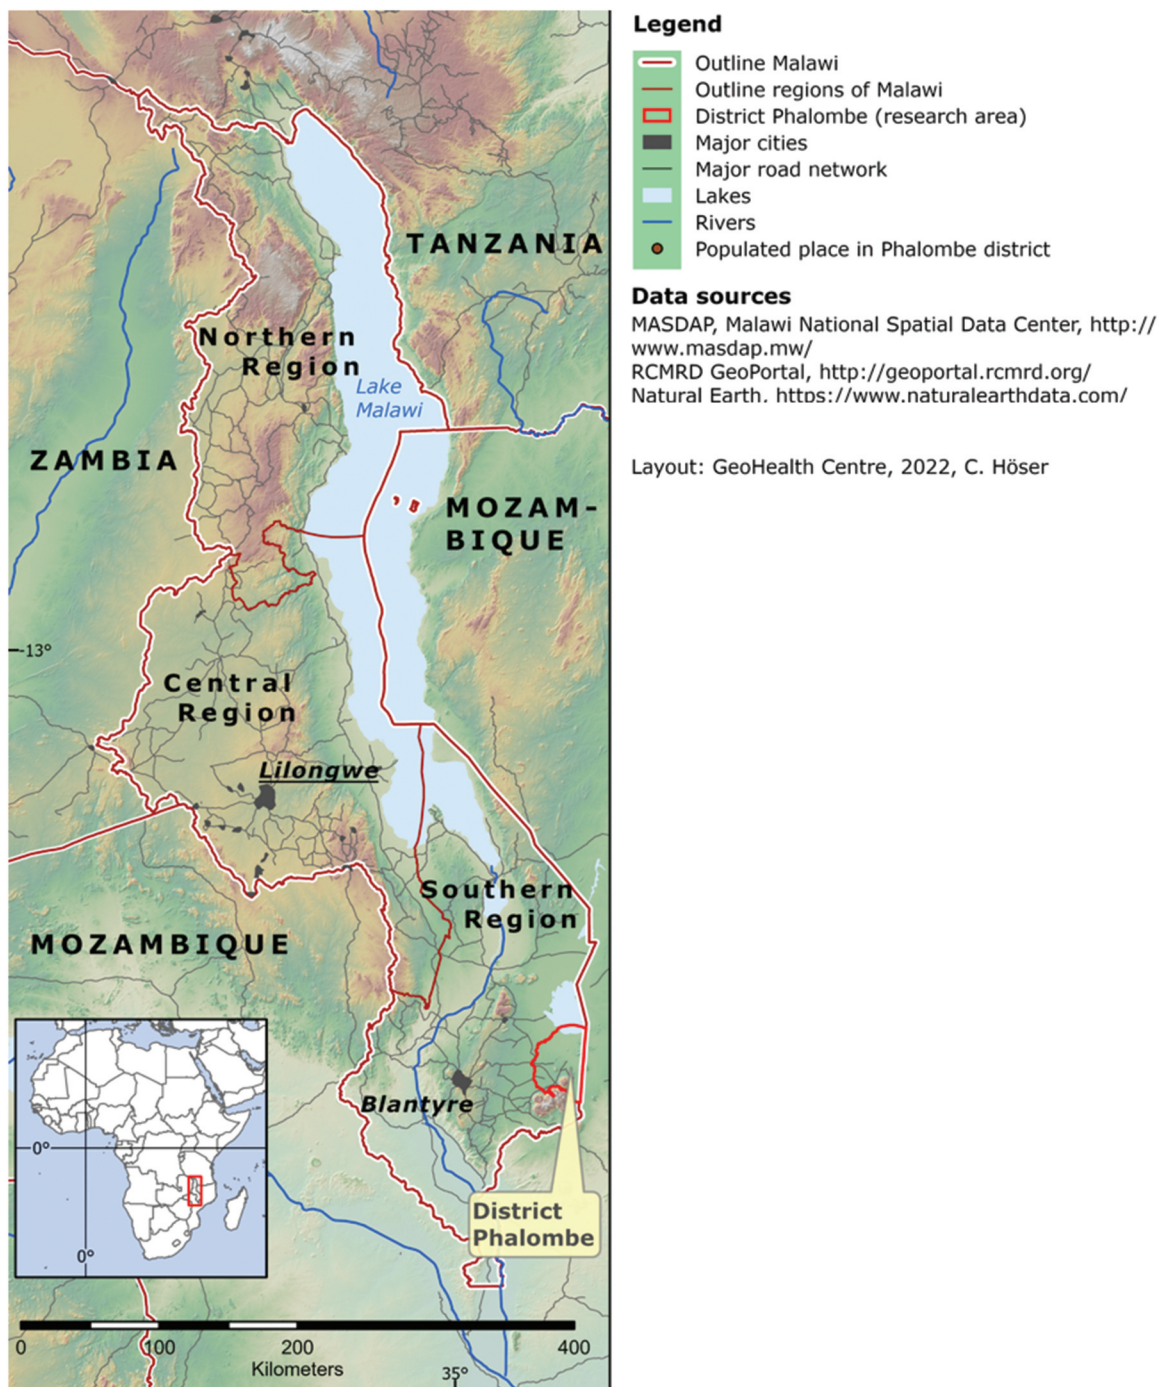 TANZANIA
Northern
Region
Lake
Malawi
ZAMBIA
MOZAM-
BIQUE
-13°
Central
Region
Lilongwe
Southern
Region
MOZAMBIQUE
Blantyre
District
Phalombe
0°
0°
0
100
200
400
Kilometers
35°
Legend
Outline Malawi
Outline regions of Malawi
District Phalombe (research area)
Major cities
Major road network
Lakes
Rivers
Populated place in Phalombe district
Data sources
MASDAP, Malawi National Spatial Data Center, http://
www.masdap.mw/
RCMRD GeoPortal, http://geoportal.rcmrd.org/
Natural Earth, https://www.naturalearthdata.com/
Layout: GeoHealth Centre, 2022, C. Höser